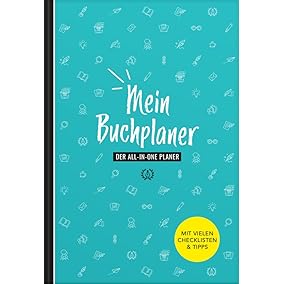 Mein
Buchplaner
DER ALL-IN-ONE PLANER
MIT VIELEN
CHECKLISTEN
& TIPPS